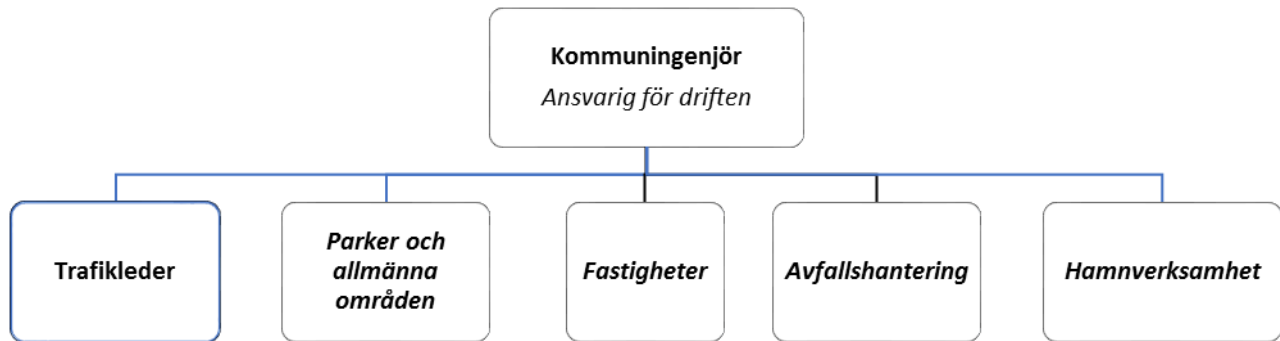 Kommuningenjör
Ansvarig för driften
Trafikleder
Parker och
allmänna
områden
Fastigheter
Avfallshantering
Hamnverksamhet